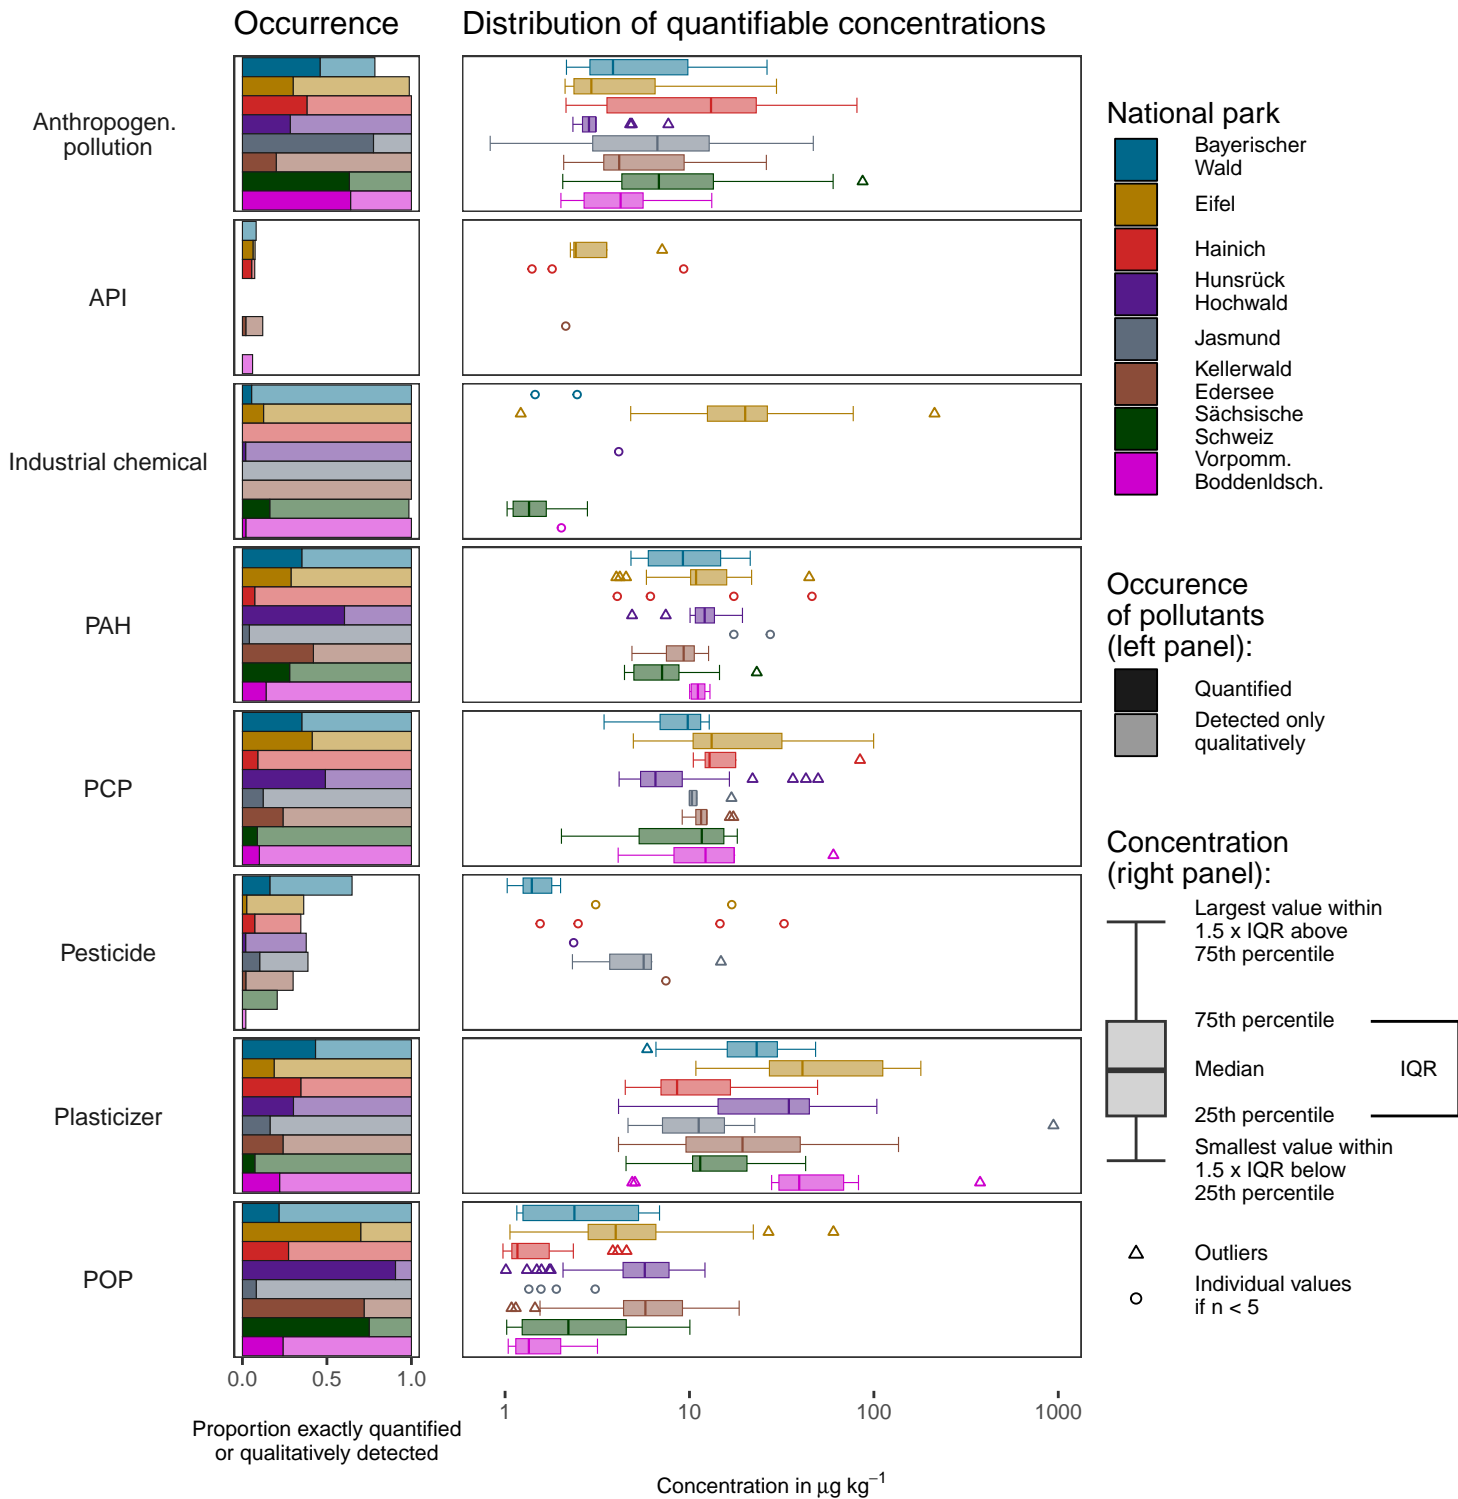 Occurrence
Distribution of quantifiable concentrations
Anthropogen.
pollution
API
Industrial chemical
PAH
PCP
Pesticide
Plasticizer
POP
0.0 0.5 1.0
Proportion exactly quantified
or qualitatively detected
1 10 100 1000
Concentration in μg kg⁻¹
National park
Bayerischer
Wald
Eifel
Hainich
Hunsrück
Hochwald
Jasmund
Kellerwald
Edersee
Sächsische
Schweiz
Vorpomm.
Boddenldsch.
Occurence
of pollutants
(left panel):
Quantified
Detected only
qualitatively
Concentration
(right panel):
Largest value within
1.5 x IQR above
75th percentile
75th percentile
Median
IQR
25th percentile
Smallest value within
1.5 x IQR below
25th percentile
Outliers
Individual values
if n < 5